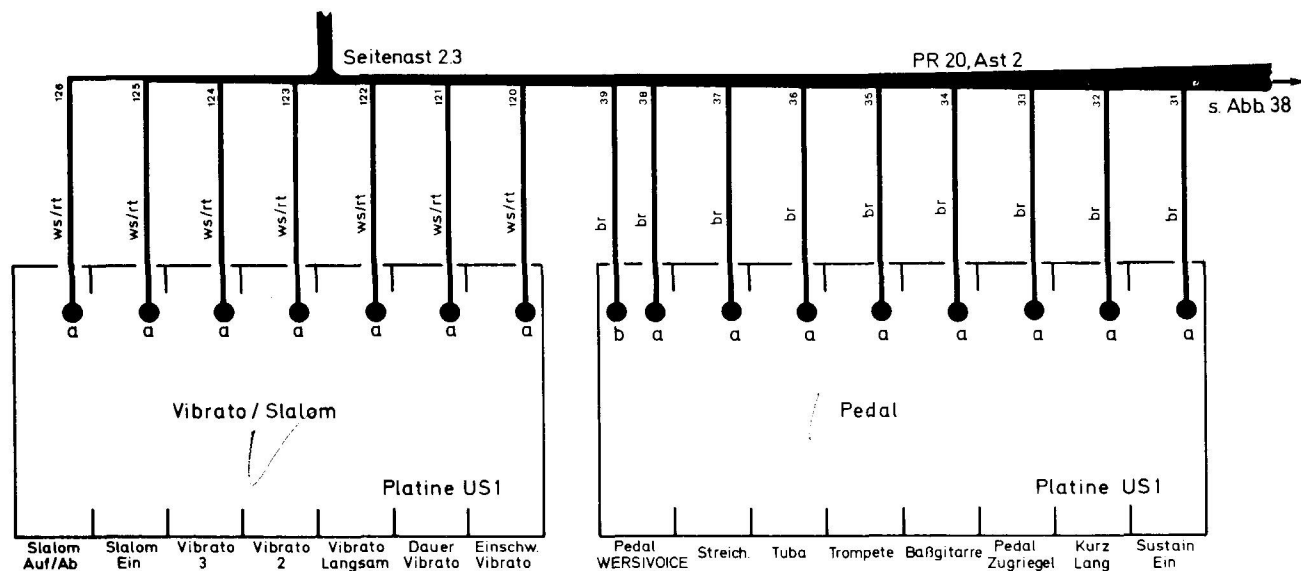 Seitenast 2.3
PR 20, Ast 2
s. Abb. 38
126 125 124 123 122 121 120 39 38 37 36 35 34 33 32 31
ws/rt ws/rt ws/rt ws/rt ws/rt ws/rt ws/rt br br br br br br br br
a a a a a a a b a a a a a a a a
Vibrato / Slalom
Pedal
Platine US1
Platine US1
Slalom Auf/Ab
Slalom Ein
Vibrato 3
Vibrato 2
Vibrato Langsam
Dauer Vibrato
Einschw. Vibrato
Pedal WERSIVOICE
Streich.
Tuba
Trompete
Baßgitarre
Pedal Zugriegel
Kurz Lang
Sustain Ein